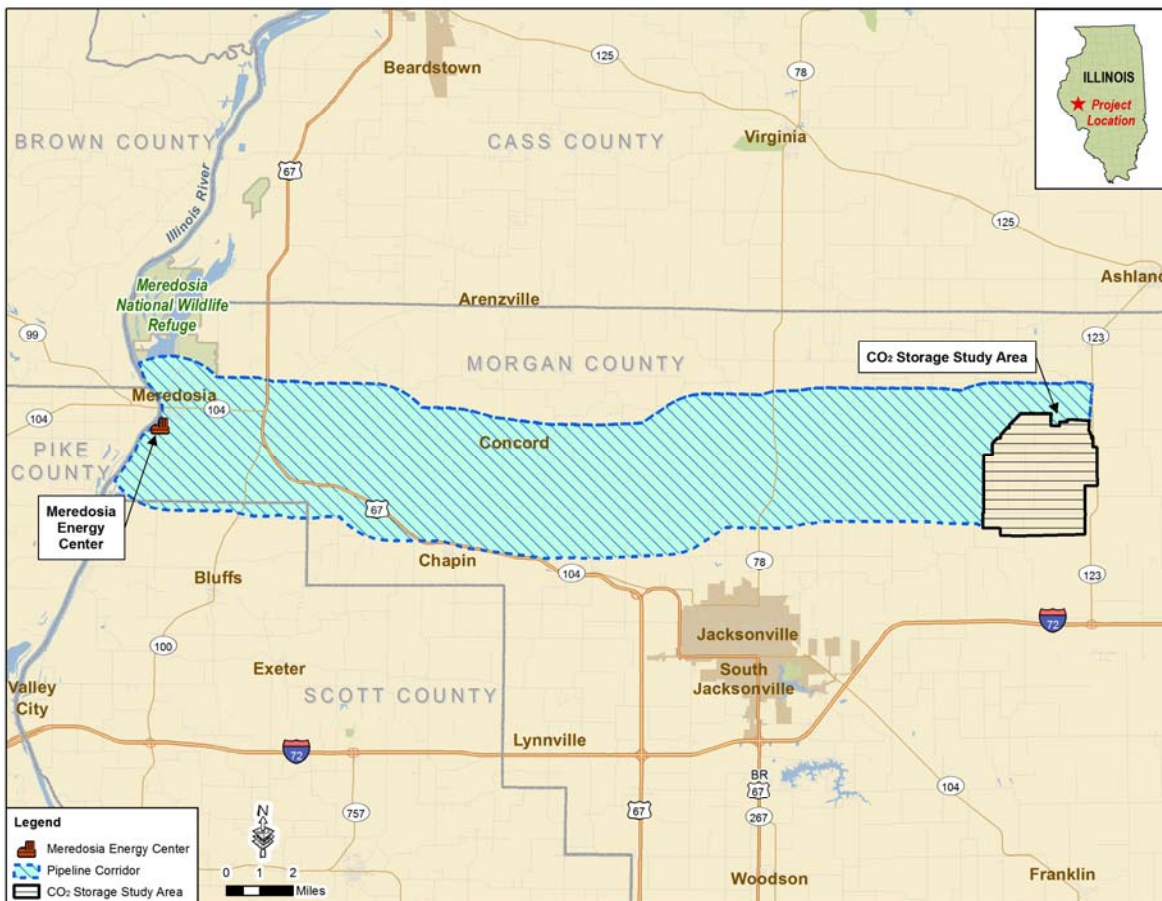 125
Beardstown
78
ILLINOIS
Project
Location
BROWN COUNTY
CASS COUNTY
Virginia
67
Illinois River
125
Ashland
Meredosia
National Wildlife
Refuge
Arenzville
99
123
MORGAN COUNTY
CO2 Storage Study Area
Meredosia
104
104
Concord
PIKE
COUNTY
Meredosia
Energy
Center
67
Chapin
104
78
123
Bluffs
72
100
Jacksonville
South
Jacksonville
Exeter
SCOTT COUNTY
Valley
City
Lynnville
72
BR
67
67
267
104
757
Woodson
Franklin
Legend
Meredosia Energy Center
Pipeline Corridor
CO2 Storage Study Area
N
0 1 2
Miles